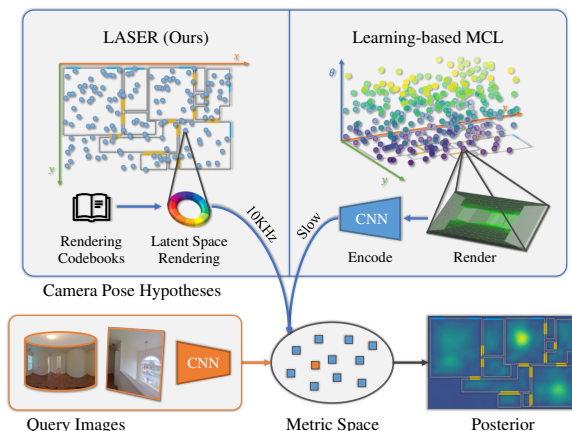 LASER (Ours)
Learning-based MCL
x
y
θ
x
y
10KHz
Slow
CNN
Rendering
Codebooks
Latent Space
Rendering
Encode
Render
Camera Pose Hypotheses
CNN
Query Images
Metric Space
Posterior